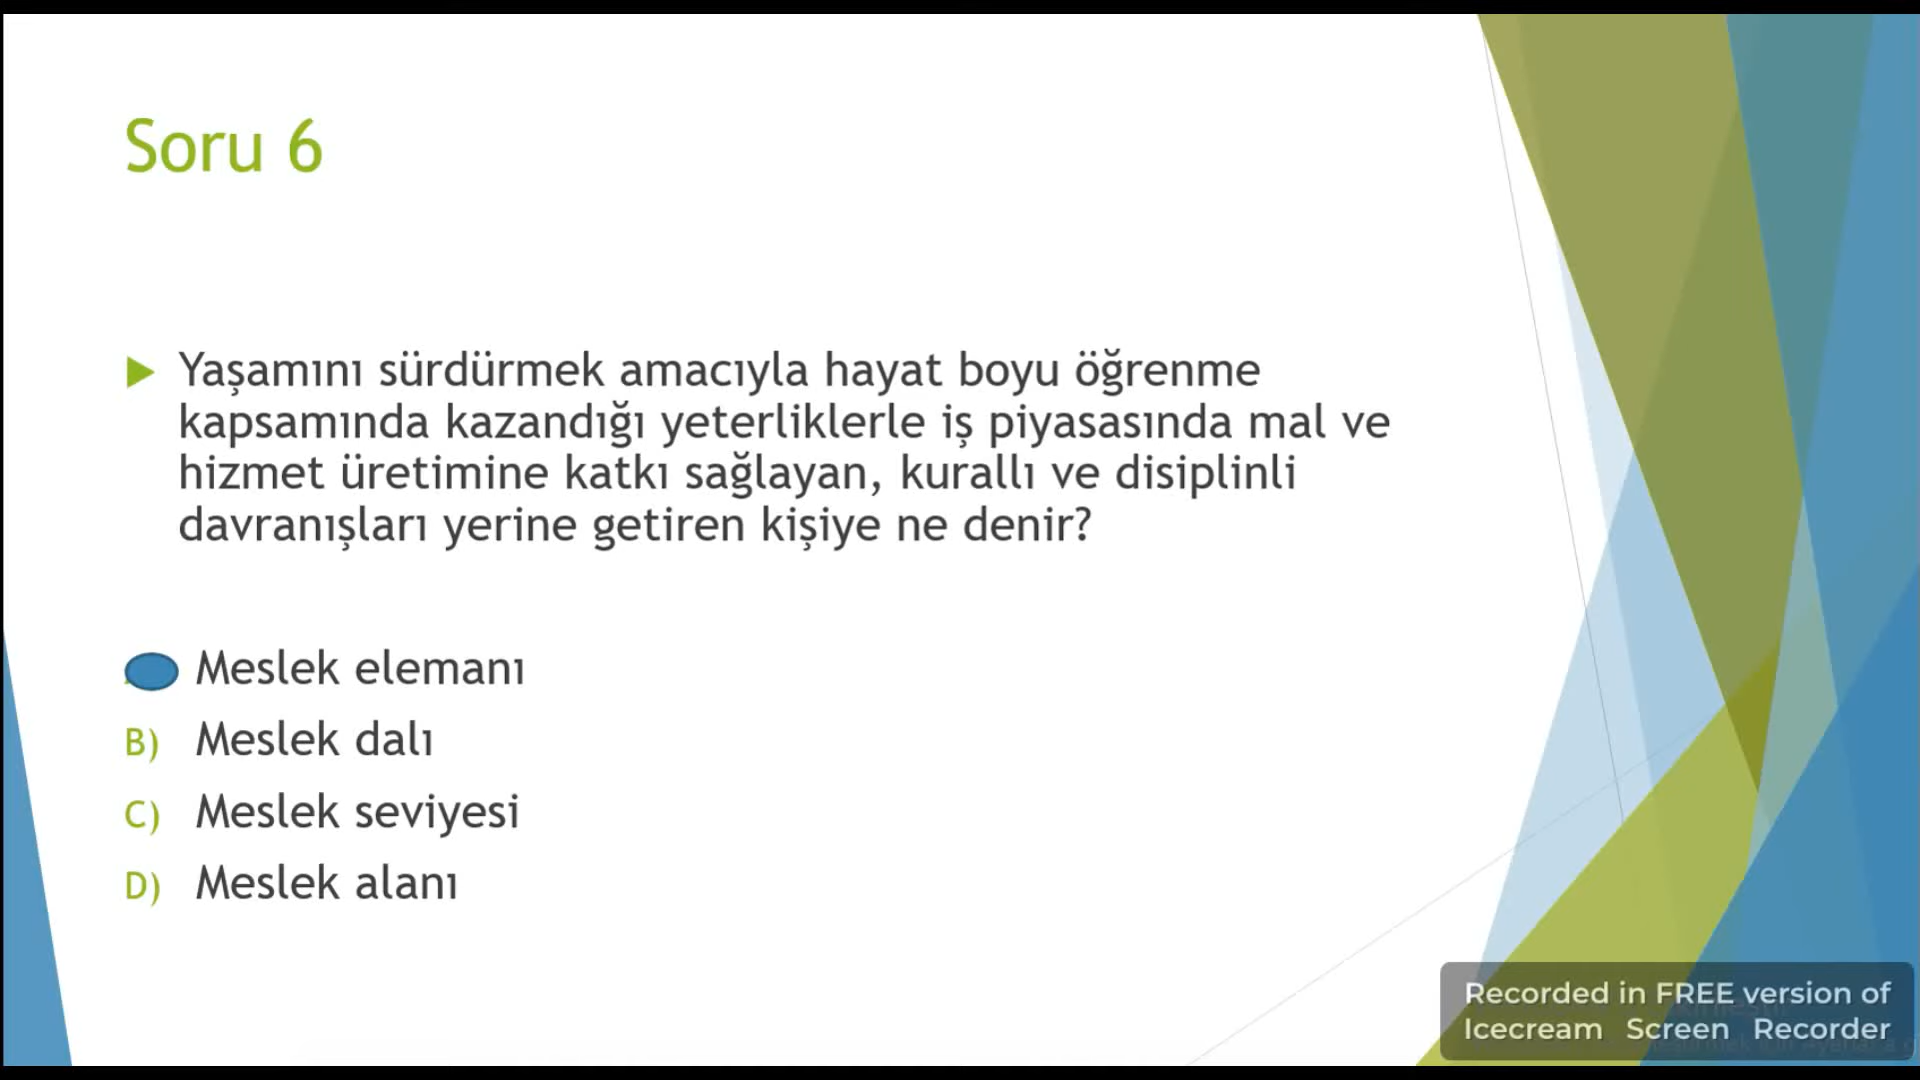 Soru 6
Yaşamını sürdürmek amacıyla hayat boyu öğrenme
kapsamında kazandığı yeterliklerle iş piyasasında mal ve
hizmet üretimine katkı sağlayan, kurallı ve disiplinli
davranışları yerine getiren kişiye ne denir?
Meslek elemanı
B) Meslek dalı
C) Meslek seviyesi
D) Meslek alanı
Recorded in FREE version of
Icecream Screen Recorder